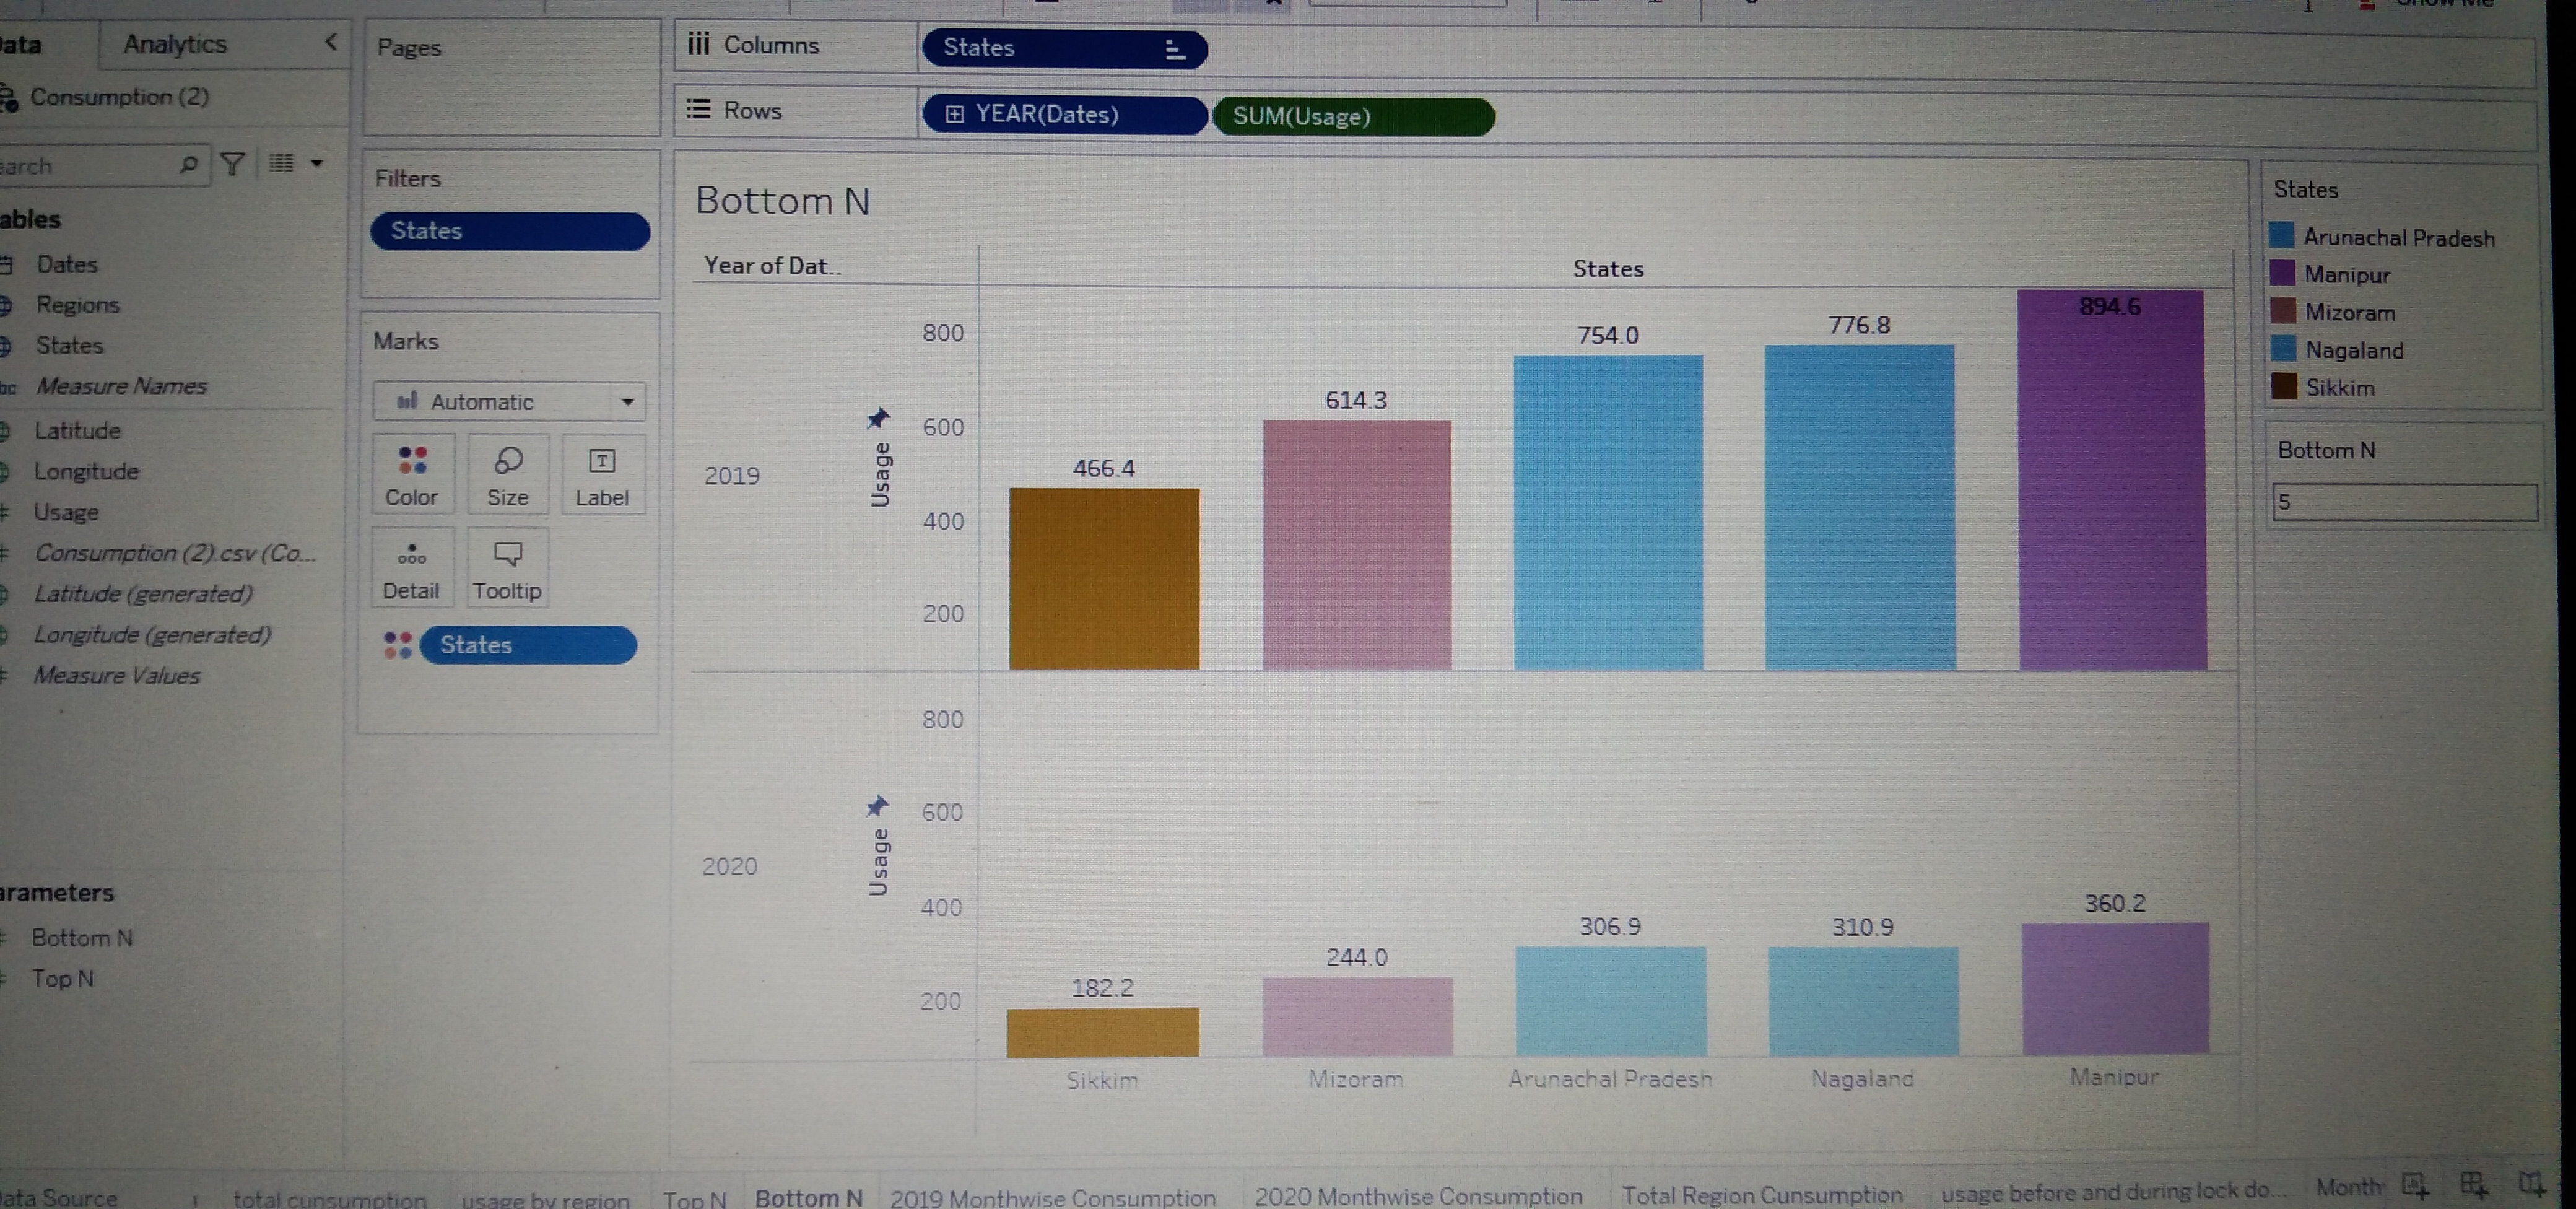 Analytics
Consumption (2)
Dates
Regions
States
Measure Names
Latitude
Longitude
Usage
Consumption (2).csv (Co...
Latitude (generated)
Longitude (generated)
Measure Values
Bottom N
Top N
Pages
Filters
States
Marks
Automatic
Color
Size
Label
Detail
Tooltip
States
Columns
States
Rows
YEAR(Dates)
SUM(Usage)
Bottom N
Year of Dat..
States
2019
Usage
800
600
400
200
466.4
614.3
754.0
776.8
894.6
2020
Usage
800
600
400
200
182.2
244.0
306.9
310.9
360.2
Sikkim
Mizoram
Arunachal Pradesh
Nagaland
Manipur
States
Arunachal Pradesh
Manipur
Mizoram
Nagaland
Sikkim
Bottom N
5
ata Source
total cunsumption
usage by region
Top N
Bottom N
2019 Monthwise Consumption
2020 Monthwise Consumption
Total Region Cunsumption
usage before and during lock do...
Month